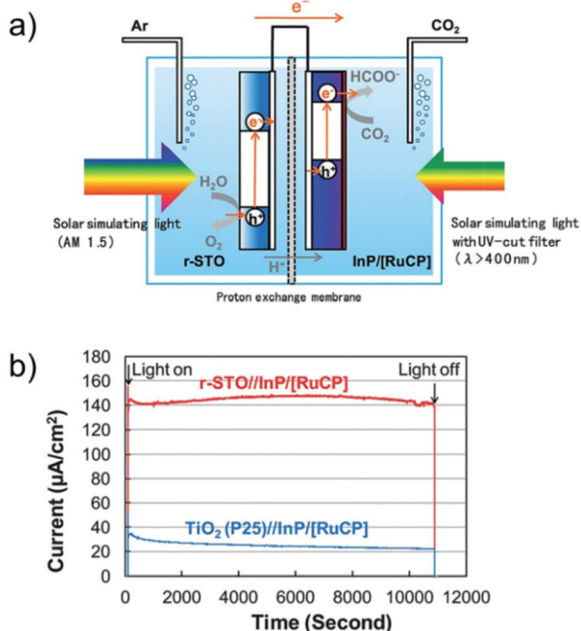 a)
e⁻
Ar
CO₂
HCOO⁻
e⁻
e⁻
CO₂
h⁺
H₂O
h⁺
O₂
H⁺
Solar simulating light
(AM 1.5)
r-STO
InP/[RuCP]
Solar simulating light
with UV-cut filter
(λ>400nm)
Proton exchange membrane
b)
Light on
Light off
r-STO//InP/[RuCP]
TiO₂ (P25)//InP/[RuCP]
Current (μA/cm²)
180
160
140
120
100
80
60
40
20
0
0 2000 4000 6000 8000 10000 12000
Time (Second)